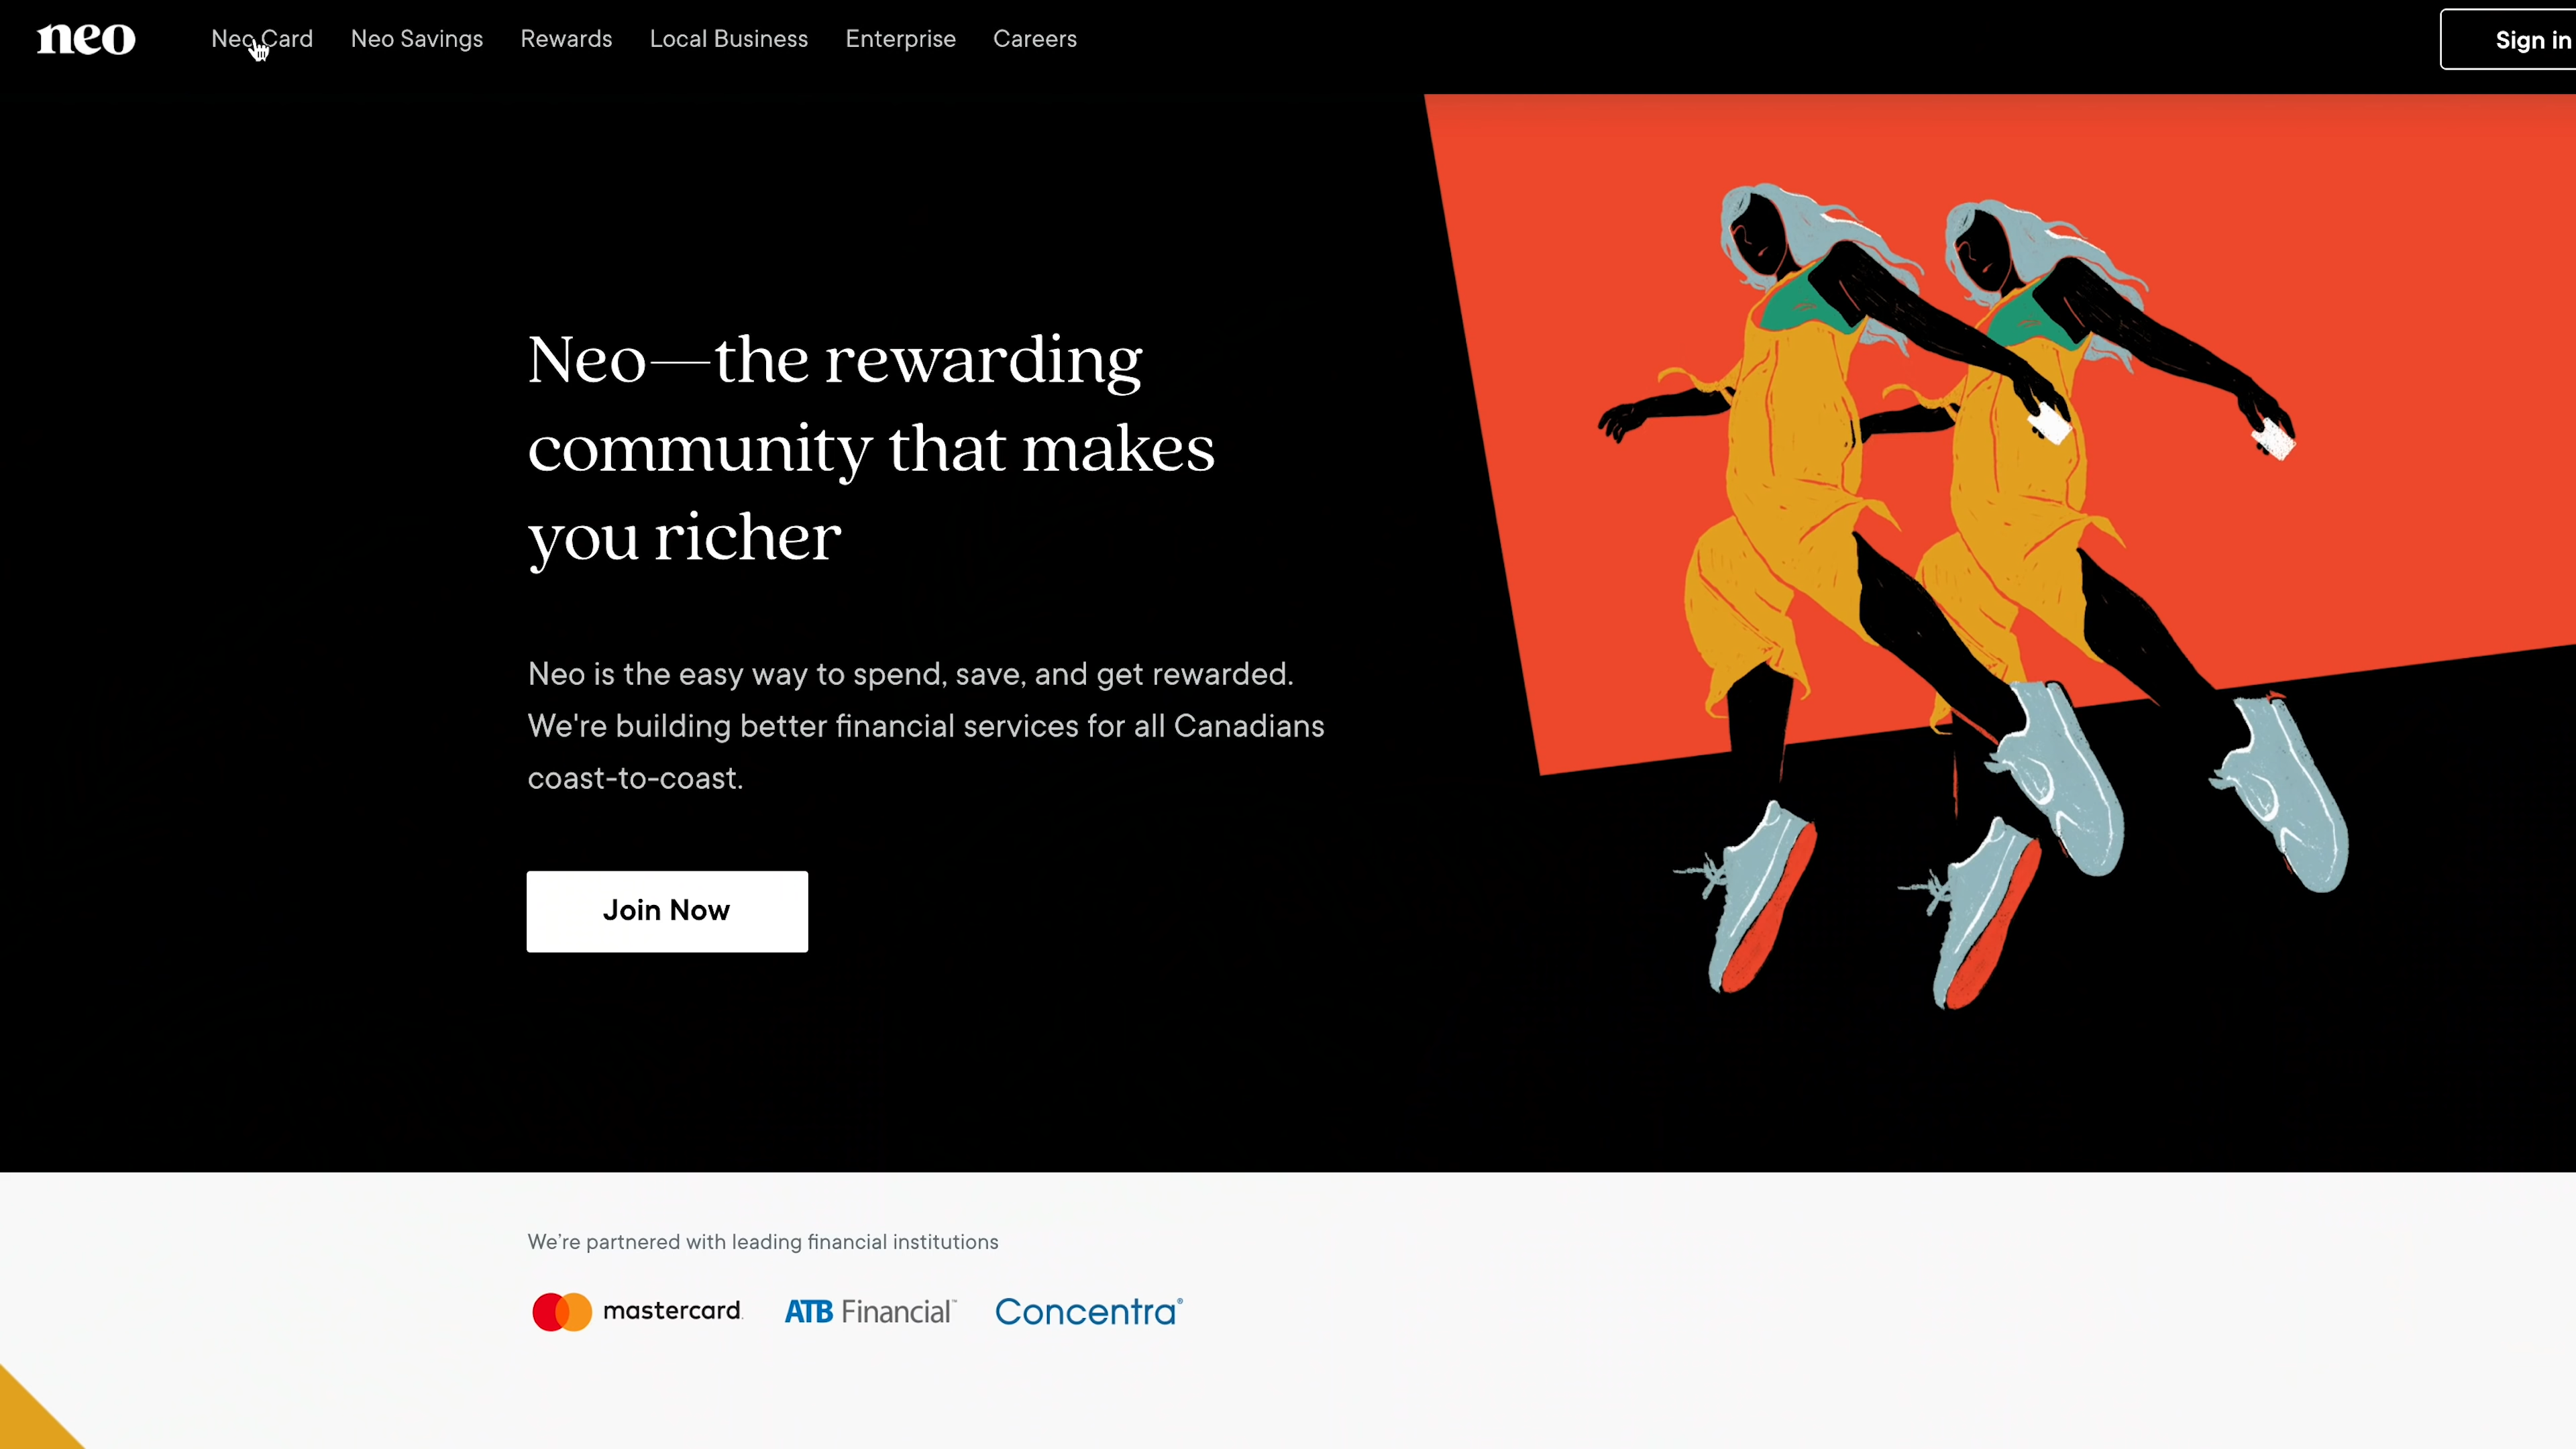 neo
Neo Card
Neo Savings
Rewards
Local Business
Enterprise
Careers
Sign in
Neo—the rewarding
community that makes
you richer
Neo is the easy way to spend, save, and get rewarded.
We're building better financial services for all Canadians
coast-to-coast.
Join Now
We’re partnered with leading financial institutions
mastercard.
ATB Financial™
Concentra®